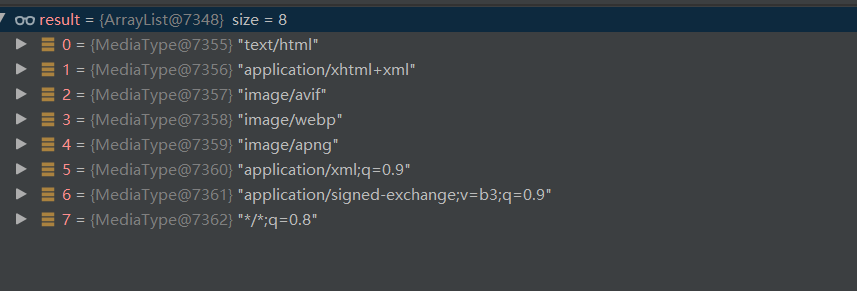 result = {ArrayList@7348} size = 8
0 = {MediaType@7355} "text/html"
1 = {MediaType@7356} "application/xhtml+xml"
2 = {MediaType@7357} "image/avif"
3 = {MediaType@7358} "image/webp"
4 = {MediaType@7359} "image/apng"
5 = {MediaType@7360} "application/xml;q=0.9"
6 = {MediaType@7361} "application/signed-exchange;v=b3;q=0.9"
7 = {MediaType@7362} "*/*;q=0.8"